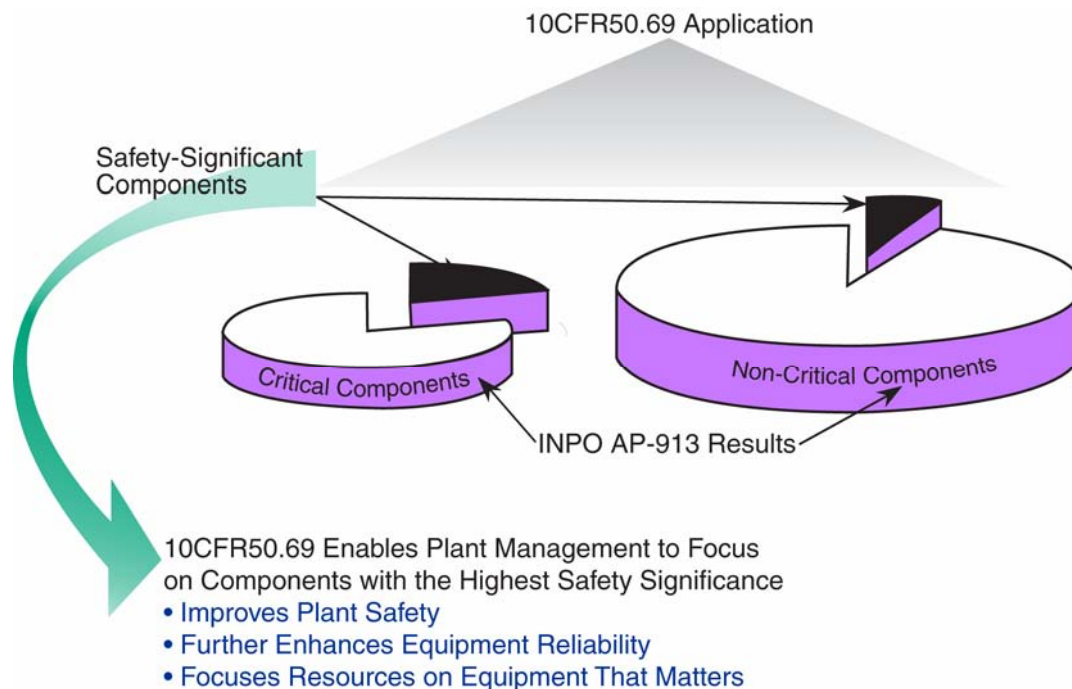 10CFR50.69 Application
Safety-Significant
Components
Critical Components
Non-Critical Components
INPO AP-913 Results
10CFR50.69 Enables Plant Management to Focus
on Components with the Highest Safety Significance
• Improves Plant Safety
• Further Enhances Equipment Reliability
• Focuses Resources on Equipment That Matters